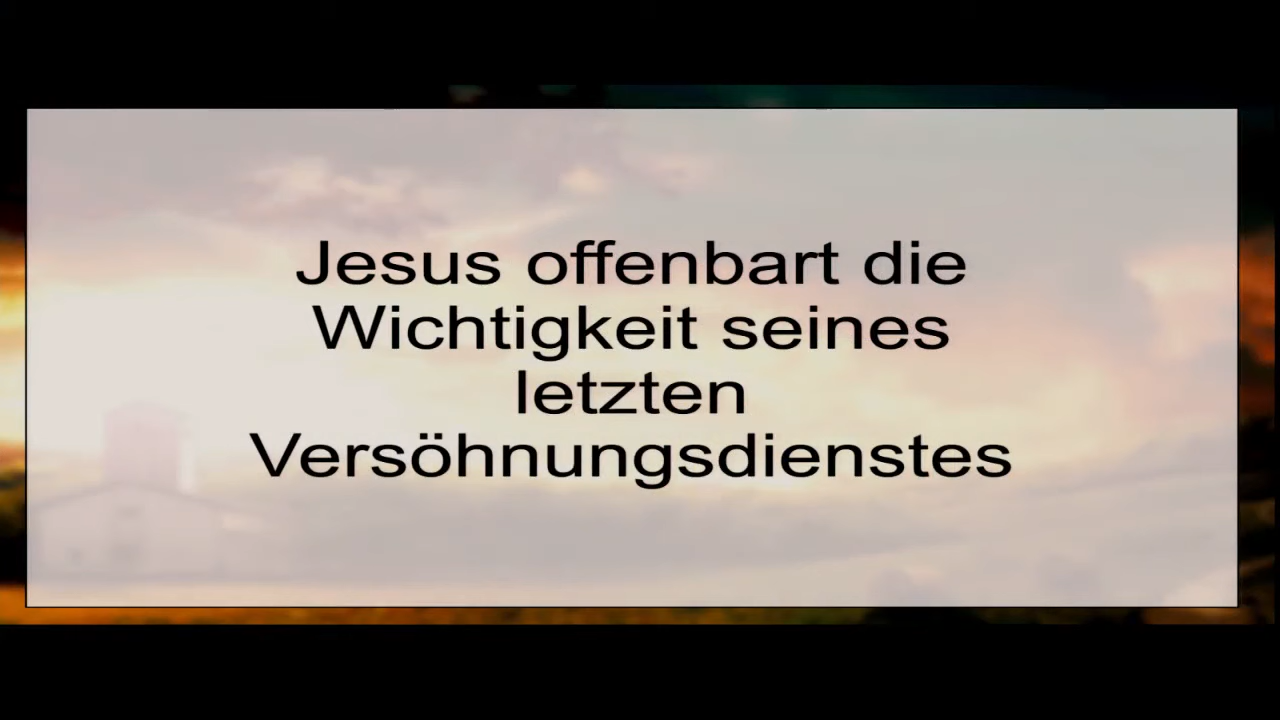 Jesus offenbart die
Wichtigkeit seines
letzten
Versöhnungsdienstes